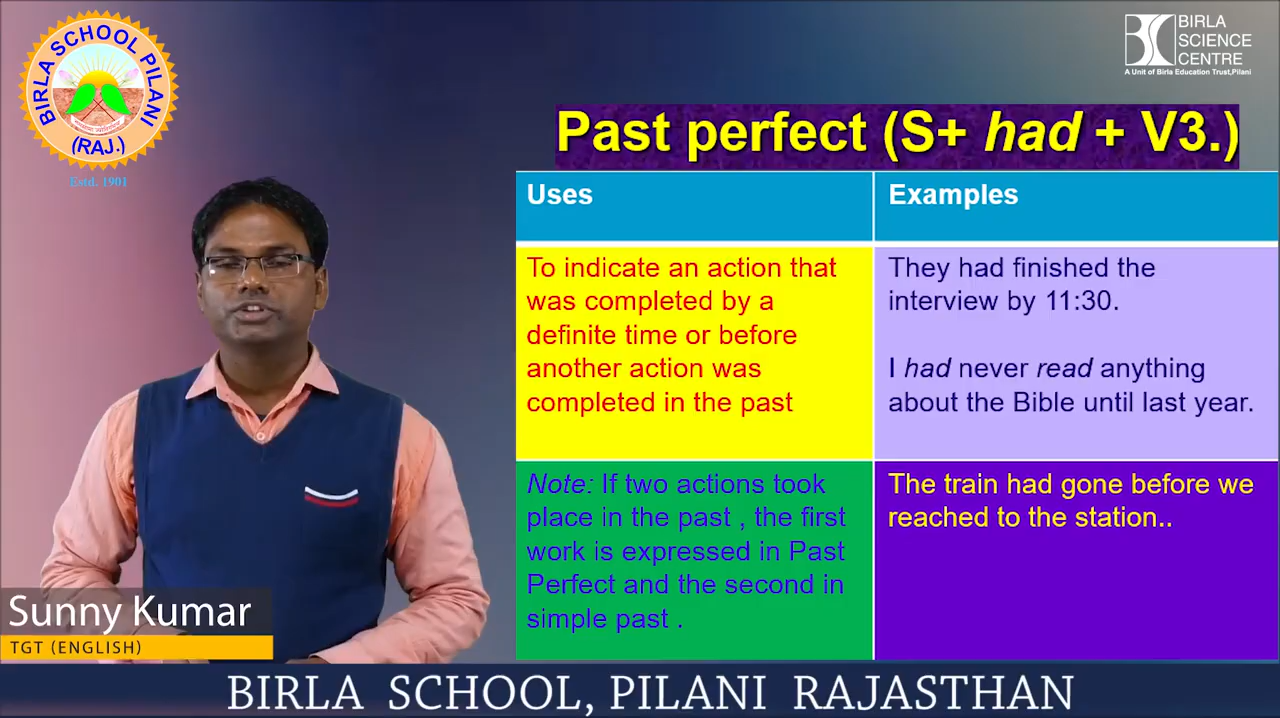 BIRLA SCHOOL PILANI
(RAJ.)
Estd. 1901
BIRLA
SCIENCE
CENTRE
A Unit of Birla Education Trust,Pilani
Past perfect (S+ had + V3.)
Uses
Examples
To indicate an action that
was completed by a
definite time or before
another action was
completed in the past
They had finished the
interview by 11:30.
I had never read anything
about the Bible until last year.
Note: If two actions took
place in the past , the first
work is expressed in Past
Perfect and the second in
simple past .
The train had gone before we
reached to the station..
Sunny Kumar
TGT (ENGLISH)
BIRLA SCHOOL, PILANI RAJASTHAN